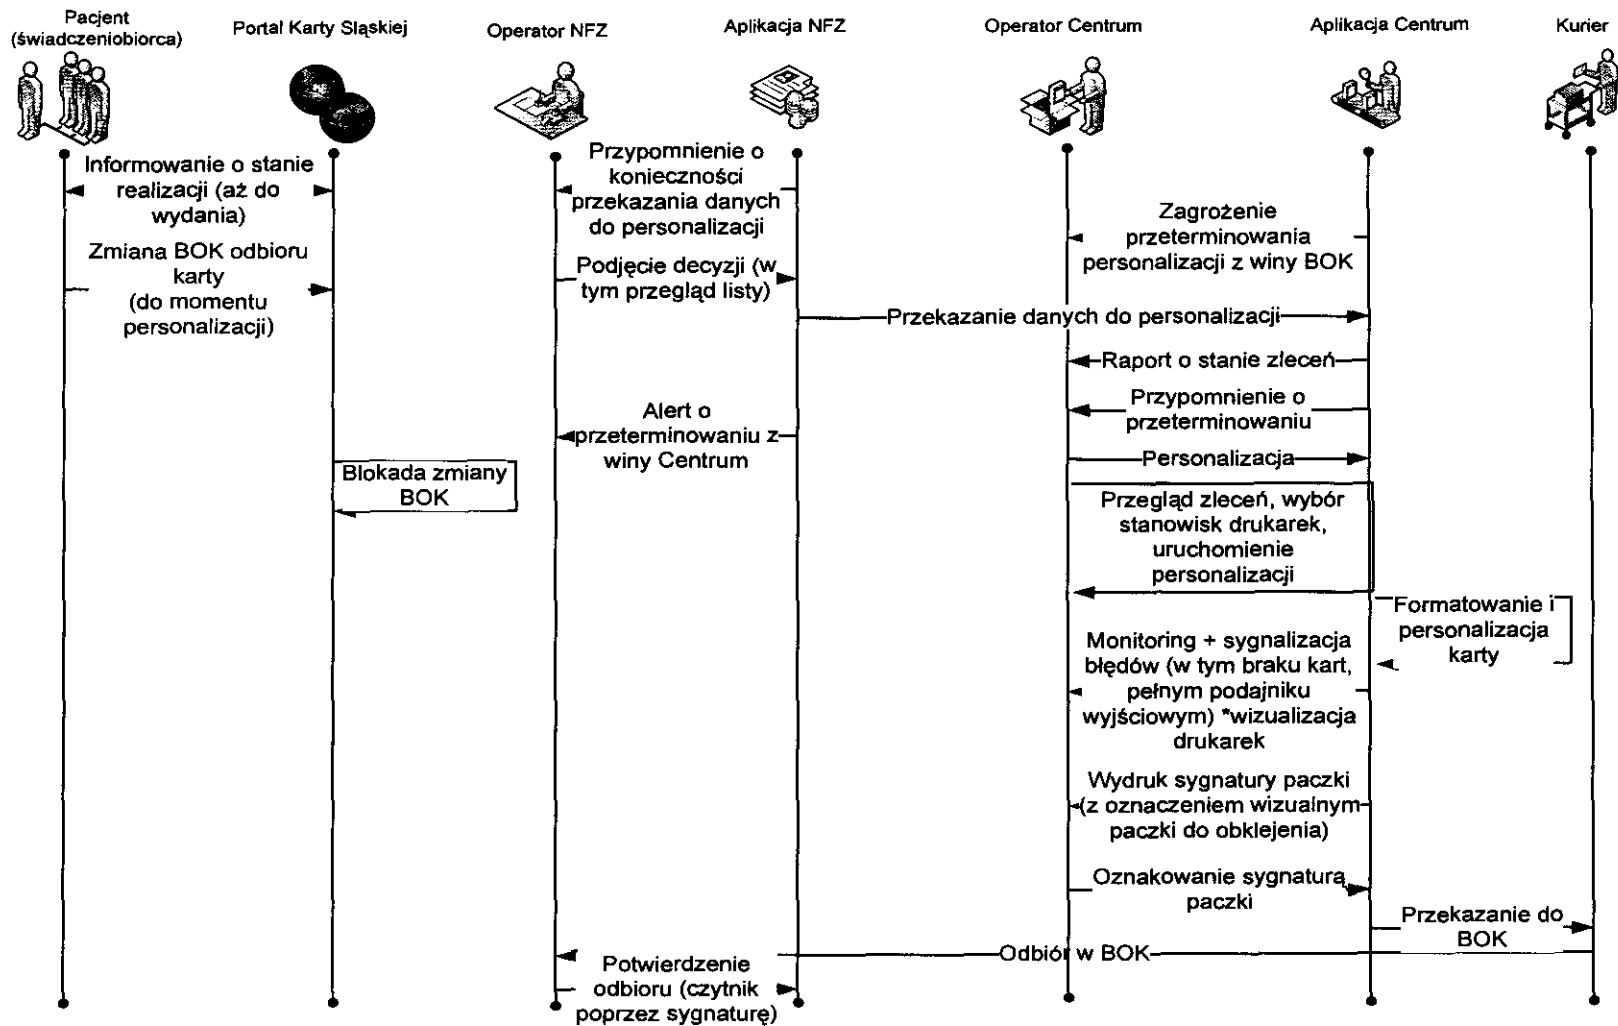 Pacjent
(świadczeniobiorca)
Portal Karty Sląskiej
Operator NFZ
Aplikacja NFZ
Operator Centrum
Aplikacja Centrum
Kurier
Informowanie o stanie
realizacji (aż do
wydania)
Przypomnienie o
konieczności
przekazania danych
do personalizacji
Zagrożenie
przeterminowania
personalizacji z winy BOK
Zmiana BOK odbioru
karty
(do momentu
personalizacji)
Podjęcie decyzji (w
tym przegląd listy)
Przekazanie danych do personalizacji
Raport o stanie zleceń
Przypomnienie o
przeterminowaniu
Alert o
przeterminowaniu z
winy Centrum
Personalizacja
Blokada zmiany
BOK
Przegląd zleceń, wybór
stanowisk drukarek,
uruchomienie
personalizacji
Formatowanie i
personalizacja
karty
Monitoring + sygnalizacja
błędów (w tym braku kart,
pełnym podajniku
wyjściowym) *wizualizacja
drukarek
Wydruk sygnatury paczki
(z oznaczeniem wizualnym
paczki do obklejenia)
Oznakowanie sygnaturą
paczki
Przekazanie do
BOK
Odbiór w BOK
Potwierdzenie
odbioru (czytnik
poprzez sygnaturę)